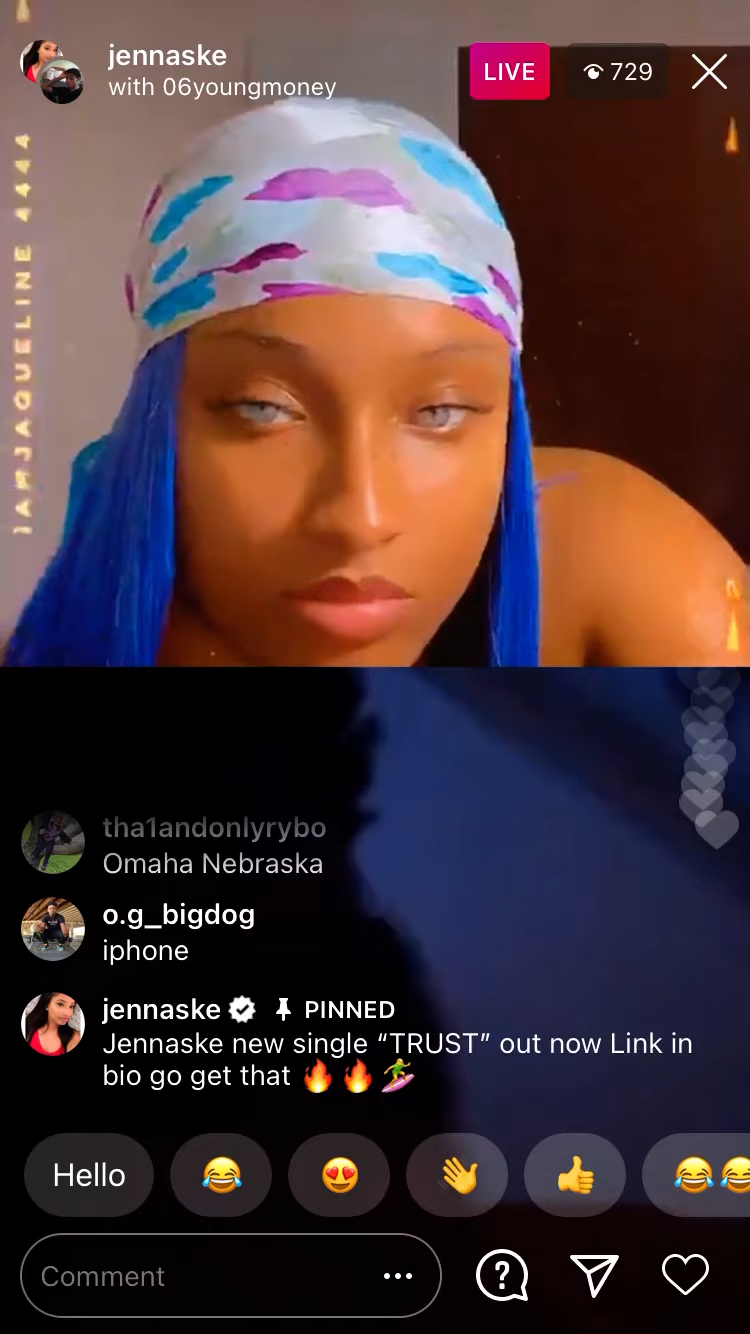 jennaske
with 06youngmoney
LIVE
729
IAMJAQUELINE 4444
tha1andonlyrybo
Omaha Nebraska
o.g_bigdog
iphone
jennaske PINNED
Jennaske new single “TRUST” out now Link in
bio go get that 🔥🔥🏄‍♀️
Hello 😂 😍 👋 👍 😂😂
Comment